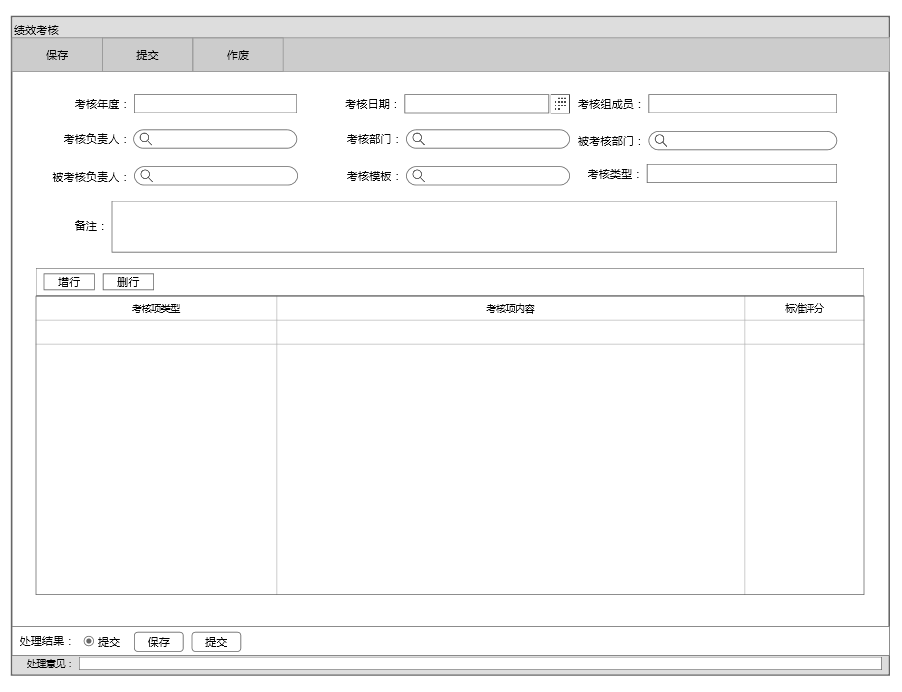 绩效考核
保存 提交 作废
考核年度： 考核日期： 考核组成员：
考核负责人： 考核部门： 被考核部门：
被考核负责人： 考核模板： 考核类型：
备注：
增行 删行
考核项类型 考核项内容 标准评分
处理结果： 提交 保存 提交
处理意见：